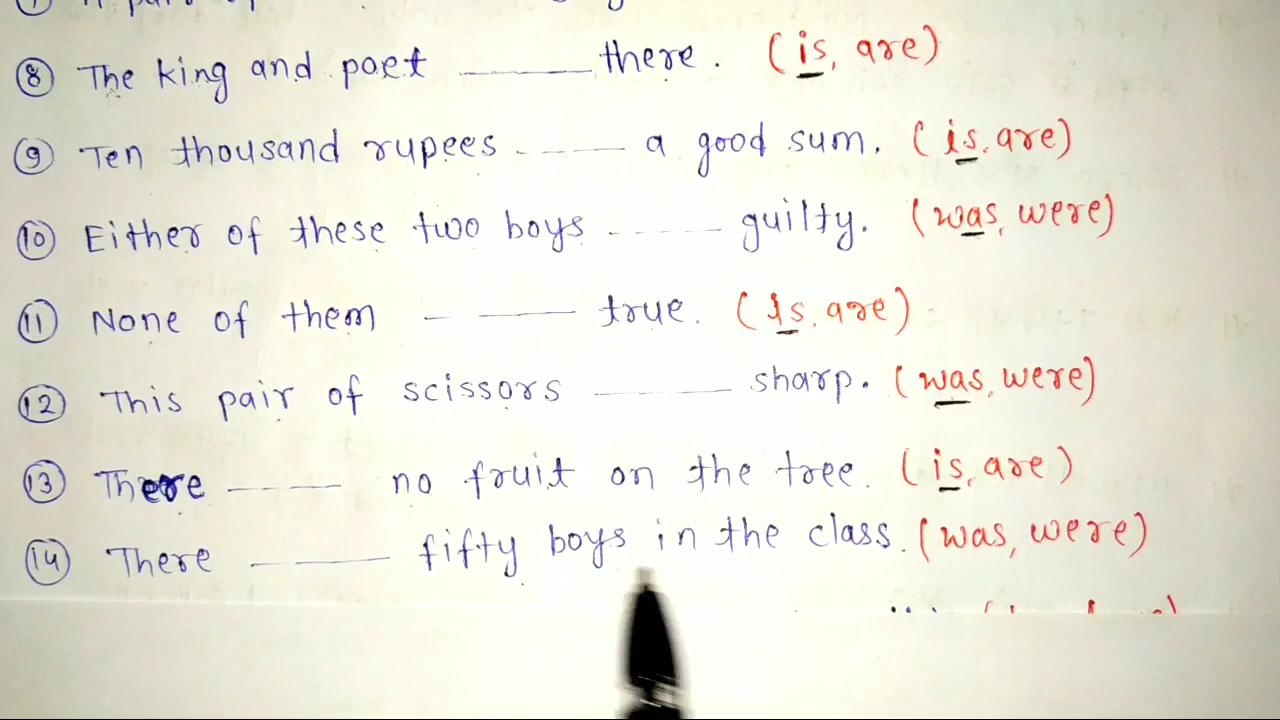 ⑧ The king and poet ______ there. (is, are)
⑨ Ten thousand rupees ______ a good sum. (is, are)
⑩ Either of these two boys ______ guilty. (was, were)
⑪ None of them ______ true. (is, are)
⑫ This pair of scissors ______ sharp. (was, were)
⑬ There ______ no fruit on the tree. (is, are)
⑭ There ______ fifty boys in the class. (was, were)